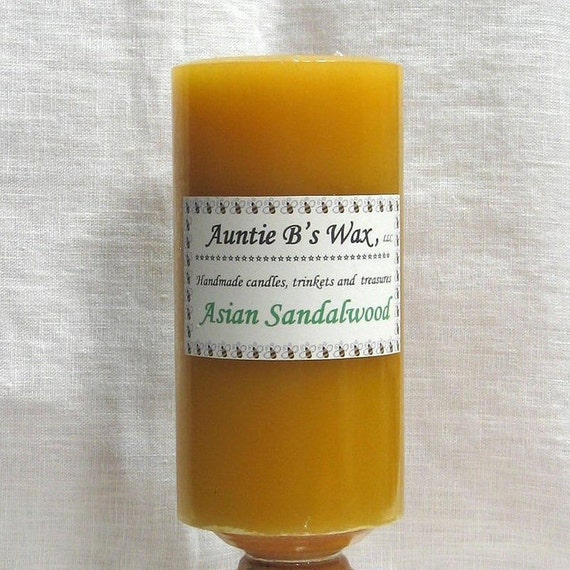 Auntie B's Wax, LLC
☆☆☆☆☆☆☆☆☆☆☆☆☆☆☆☆☆☆☆☆☆☆☆☆☆☆☆☆
Handmade candles, trinkets and treasures
Asian Sandalwood